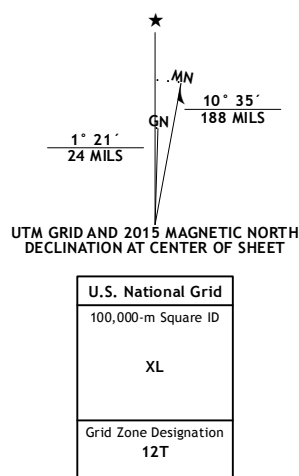 ★
MN
GN
10° 35´
188 MILS
1° 21´
24 MILS
UTM GRID AND 2015 MAGNETIC NORTH
DECLINATION AT CENTER OF SHEET
U.S. National Grid
100,000-m Square ID
XL
Grid Zone Designation
12T